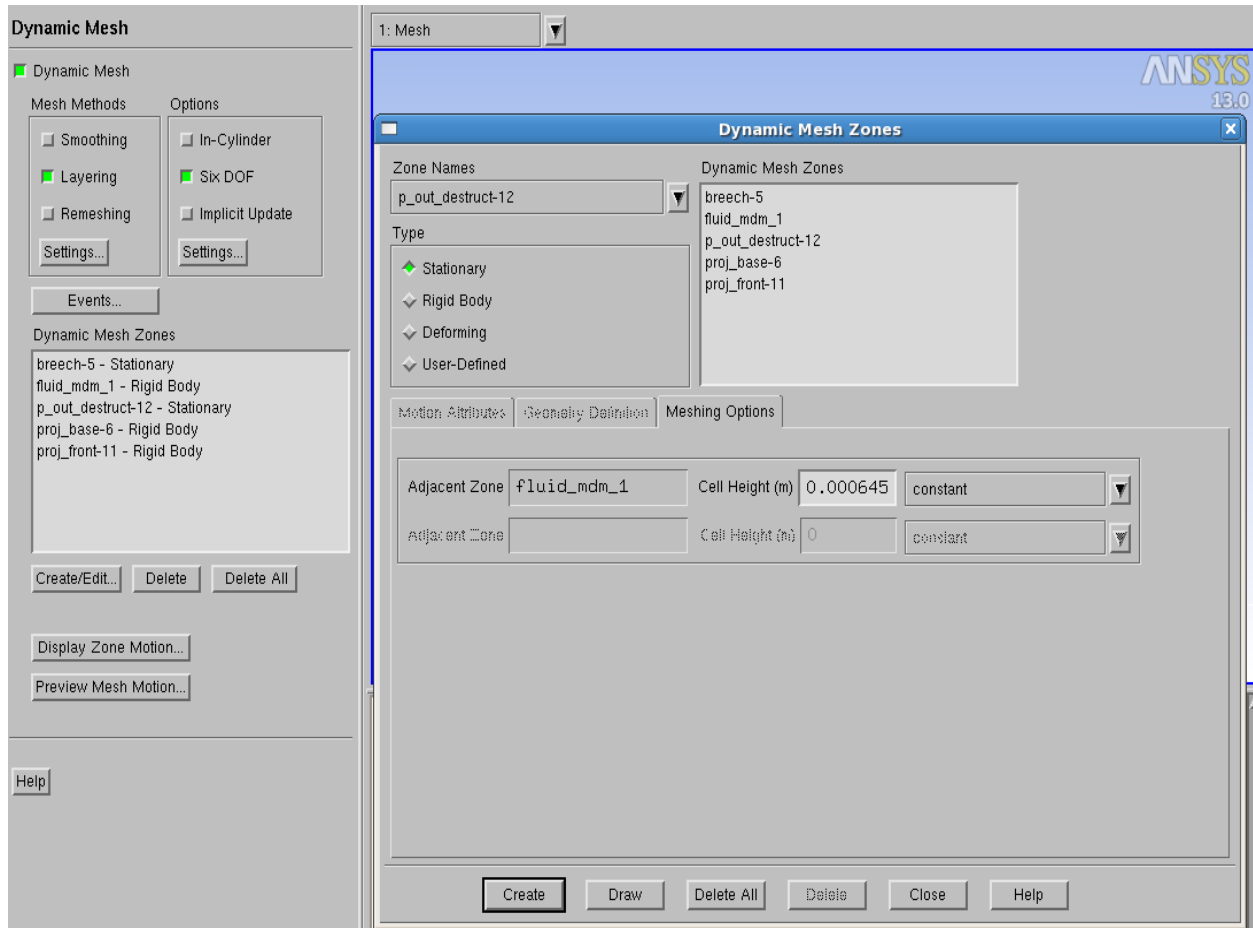 Dynamic Mesh
Dynamic Mesh
Mesh Methods
Options
Smoothing
In-Cylinder
Layering
Six DOF
Remeshing
Implicit Update
Settings...
Settings...
Events...
Dynamic Mesh Zones
breech-5 - Stationary
fluid_mdm_1 - Rigid Body
p_out_destruct-12 - Stationary
proj_base-6 - Rigid Body
proj_front-11 - Rigid Body
Create/Edit...
Delete
Delete All
Display Zone Motion...
Preview Mesh Motion...
Help
1: Mesh
ANSYS
13.0
Dynamic Mesh Zones
Zone Names
p_out_destruct-12
Type
Stationary
Rigid Body
Deforming
User-Defined
Dynamic Mesh Zones
breech-5
fluid_mdm_1
p_out_destruct-12
proj_base-6
proj_front-11
Motion Attributes
Geometry Definition
Meshing Options
Adjacent Zone fluid_mdm_1 Cell Height (m) 0.000645 constant
Adjacent Zone Cell Height (m) 0 constant
Create
Draw
Delete All
Delete
Close
Help